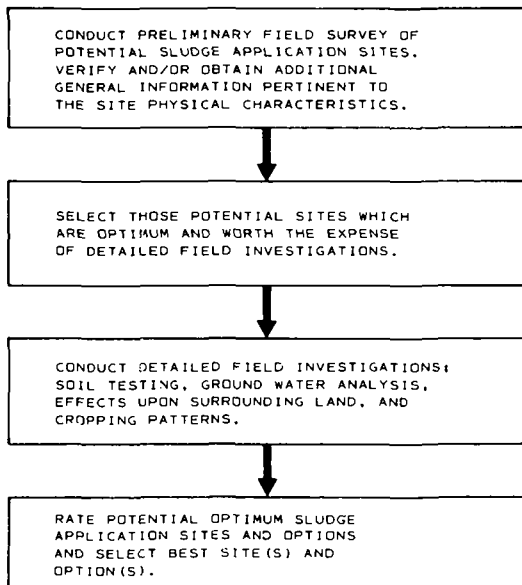 CONDUCT PRELIMINARY FIELD SURVEY OF
POTENTIAL SLUDGE APPLICATION SITES.
VERIFY AND/OR OBTAIN ADDITIONAL
GENERAL INFORMATION PERTINENT TO
THE SITE PHYSICAL CHARACTERISTICS.
SELECT THOSE POTENTIAL SITES WHICH
ARE OPTIMUM AND WORTH THE EXPENSE
OF DETAILED FIELD INVESTIGATIONS.
CONDUCT DETAILED FIELD INVESTIGATIONS:
SOIL TESTING, GROUND WATER ANALYSIS,
EFFECTS UPON SURROUNDING LAND, AND
CROPPING PATTERNS.
RATE POTENTIAL OPTIMUM SLUDGE
APPLICATION SITES AND OPTIONS
AND SELECT BEST SITE(S) AND
OPTION(S).